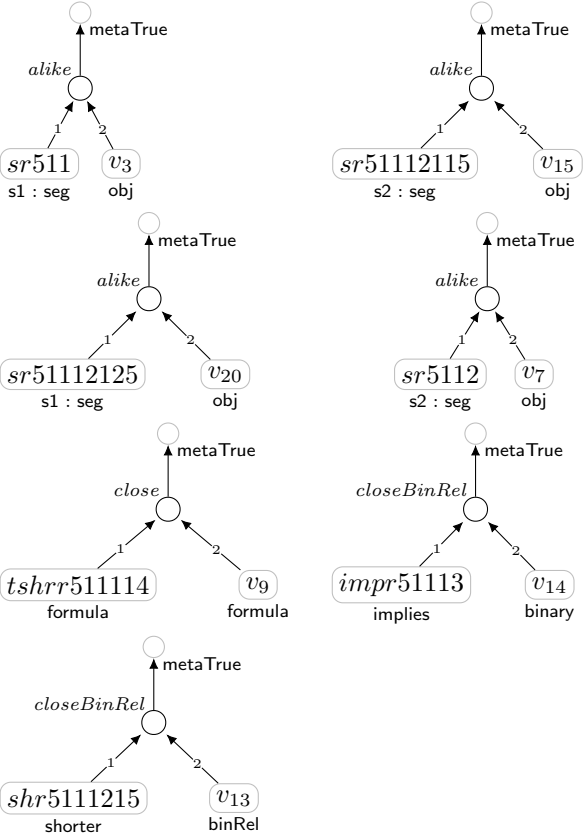 metaTrue
alike
1 2
sr511 v3
s1 : seg obj
metaTrue
alike
1 2
sr51112115 v15
s2 : seg obj
metaTrue
alike
1 2
sr51112125 v20
s1 : seg obj
metaTrue
alike
1 2
sr5112 v7
s2 : seg obj
metaTrue
close
1 2
tshrr511114 v9
formula formula
metaTrue
closeBinRel
1 2
impr51113 v14
implies binary
metaTrue
closeBinRel
1 2
shr5111215 v13
shorter binRel